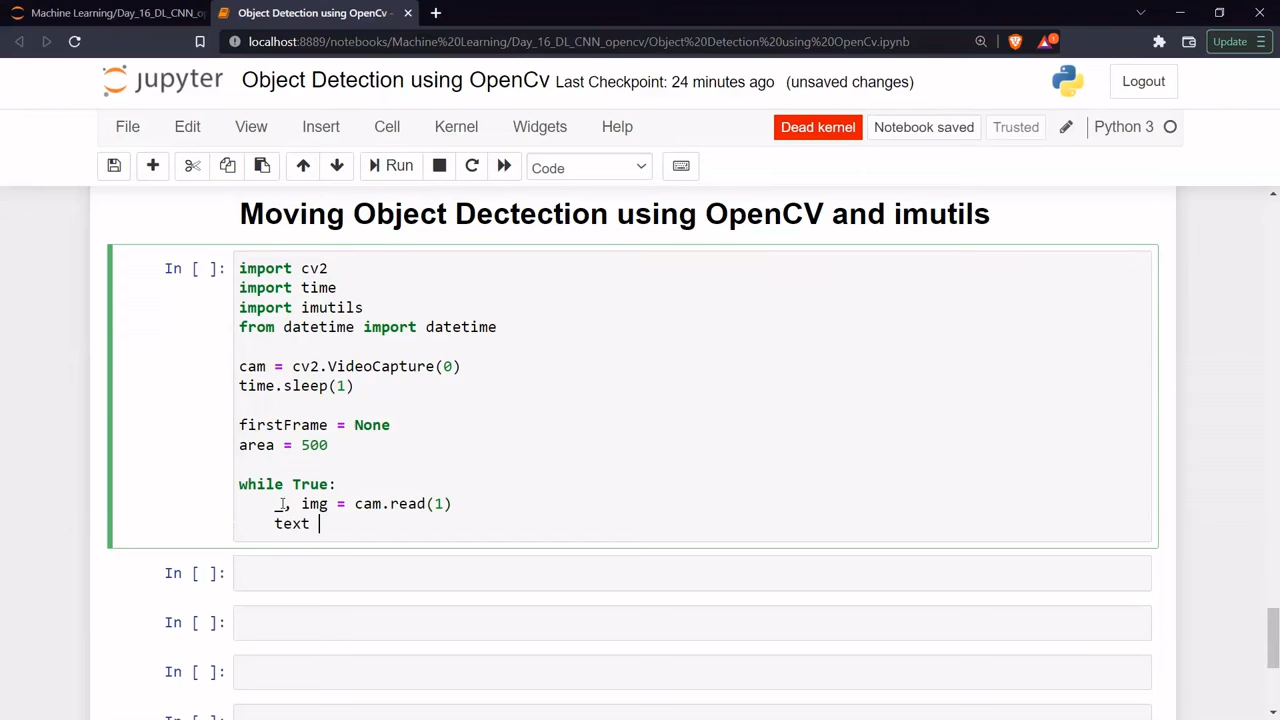 Machine Learning/Day_16_DL_CNN_op
Object Detection using OpenCv -
localhost:8889/notebooks/Machine%20Learning/Day_16_DL_CNN_opencv/Object%20Detection%20using%20OpenCv.ipynb
Update
jupyter Object Detection using OpenCv Last Checkpoint: 24 minutes ago (unsaved changes)
Logout
File Edit View Insert Cell Kernel Widgets Help
Dead kernel Notebook saved Trusted Python 3
Run Code
Moving Object Dectection using OpenCV and imutils
In [ ]: import cv2
import time
import imutils
from datetime import datetime
cam = cv2.VideoCapture(0)
time.sleep(1)
firstFrame = None
area = 500
while True:
_, img = cam.read(1)
text
In [ ]:
In [ ]:
In [ ]: